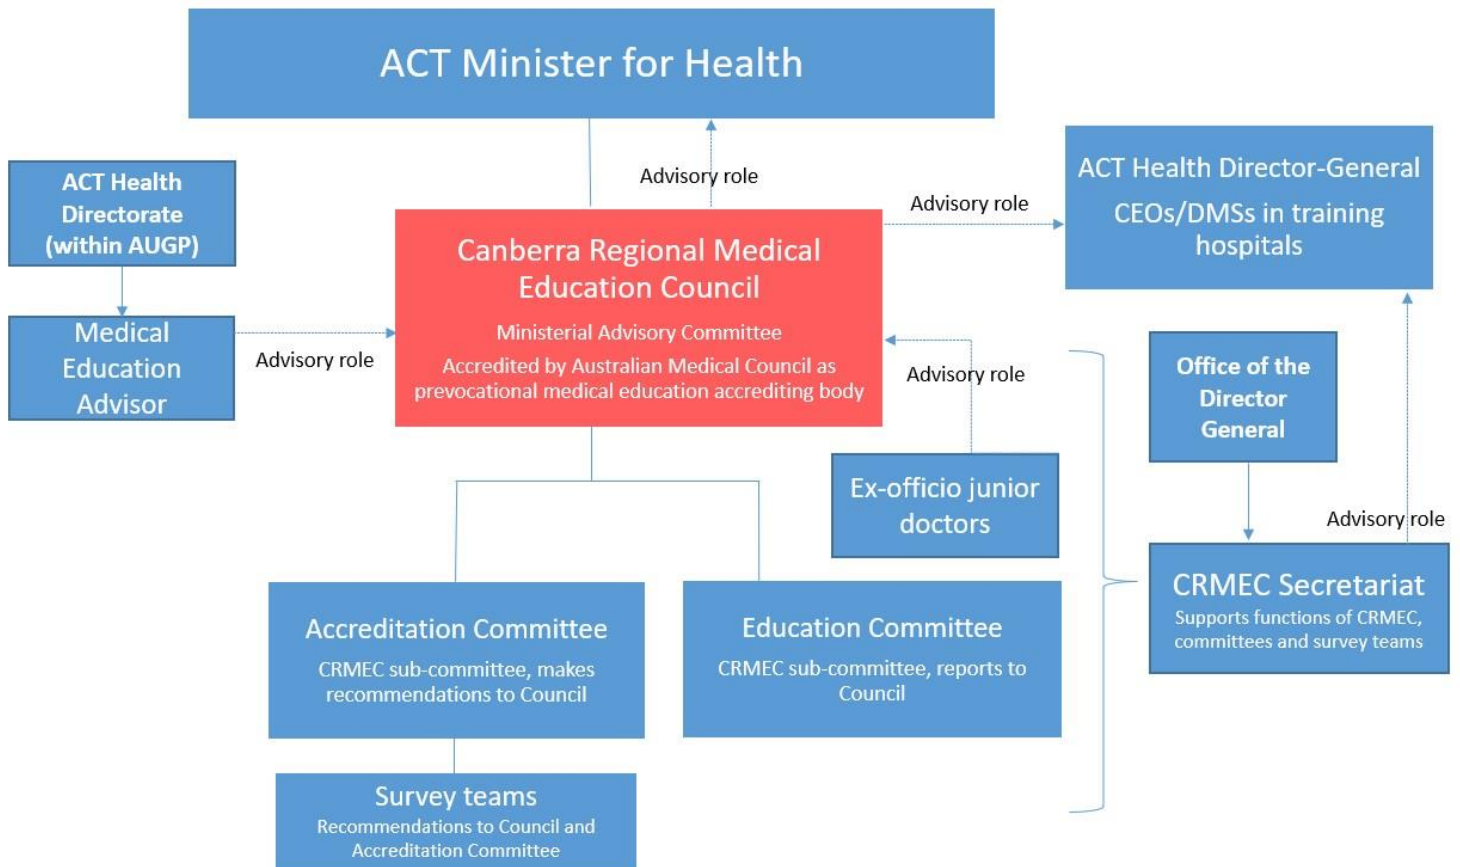 ACT Minister for Health
Advisory role
ACT Health
Directorate
(within AUGP)
Medical
Education
Advisor
Advisory role
Canberra Regional Medical
Education Council
Ministerial Advisory Committee
Accredited by Australian Medical Council as
prevocational medical education accrediting body
Advisory role
ACT Health Director-General
CEOs/DMSs in training
hospitals
Advisory role
Ex-officio junior
doctors
Office of the
Director
General
Advisory role
CRMEC Secretariat
Supports functions of CRMEC,
committees and survey teams
Accreditation Committee
CRMEC sub-committee, makes
recommendations to Council
Education Committee
CRMEC sub-committee, reports to
Council
Survey teams
Recommendations to Council and
Accreditation Committee